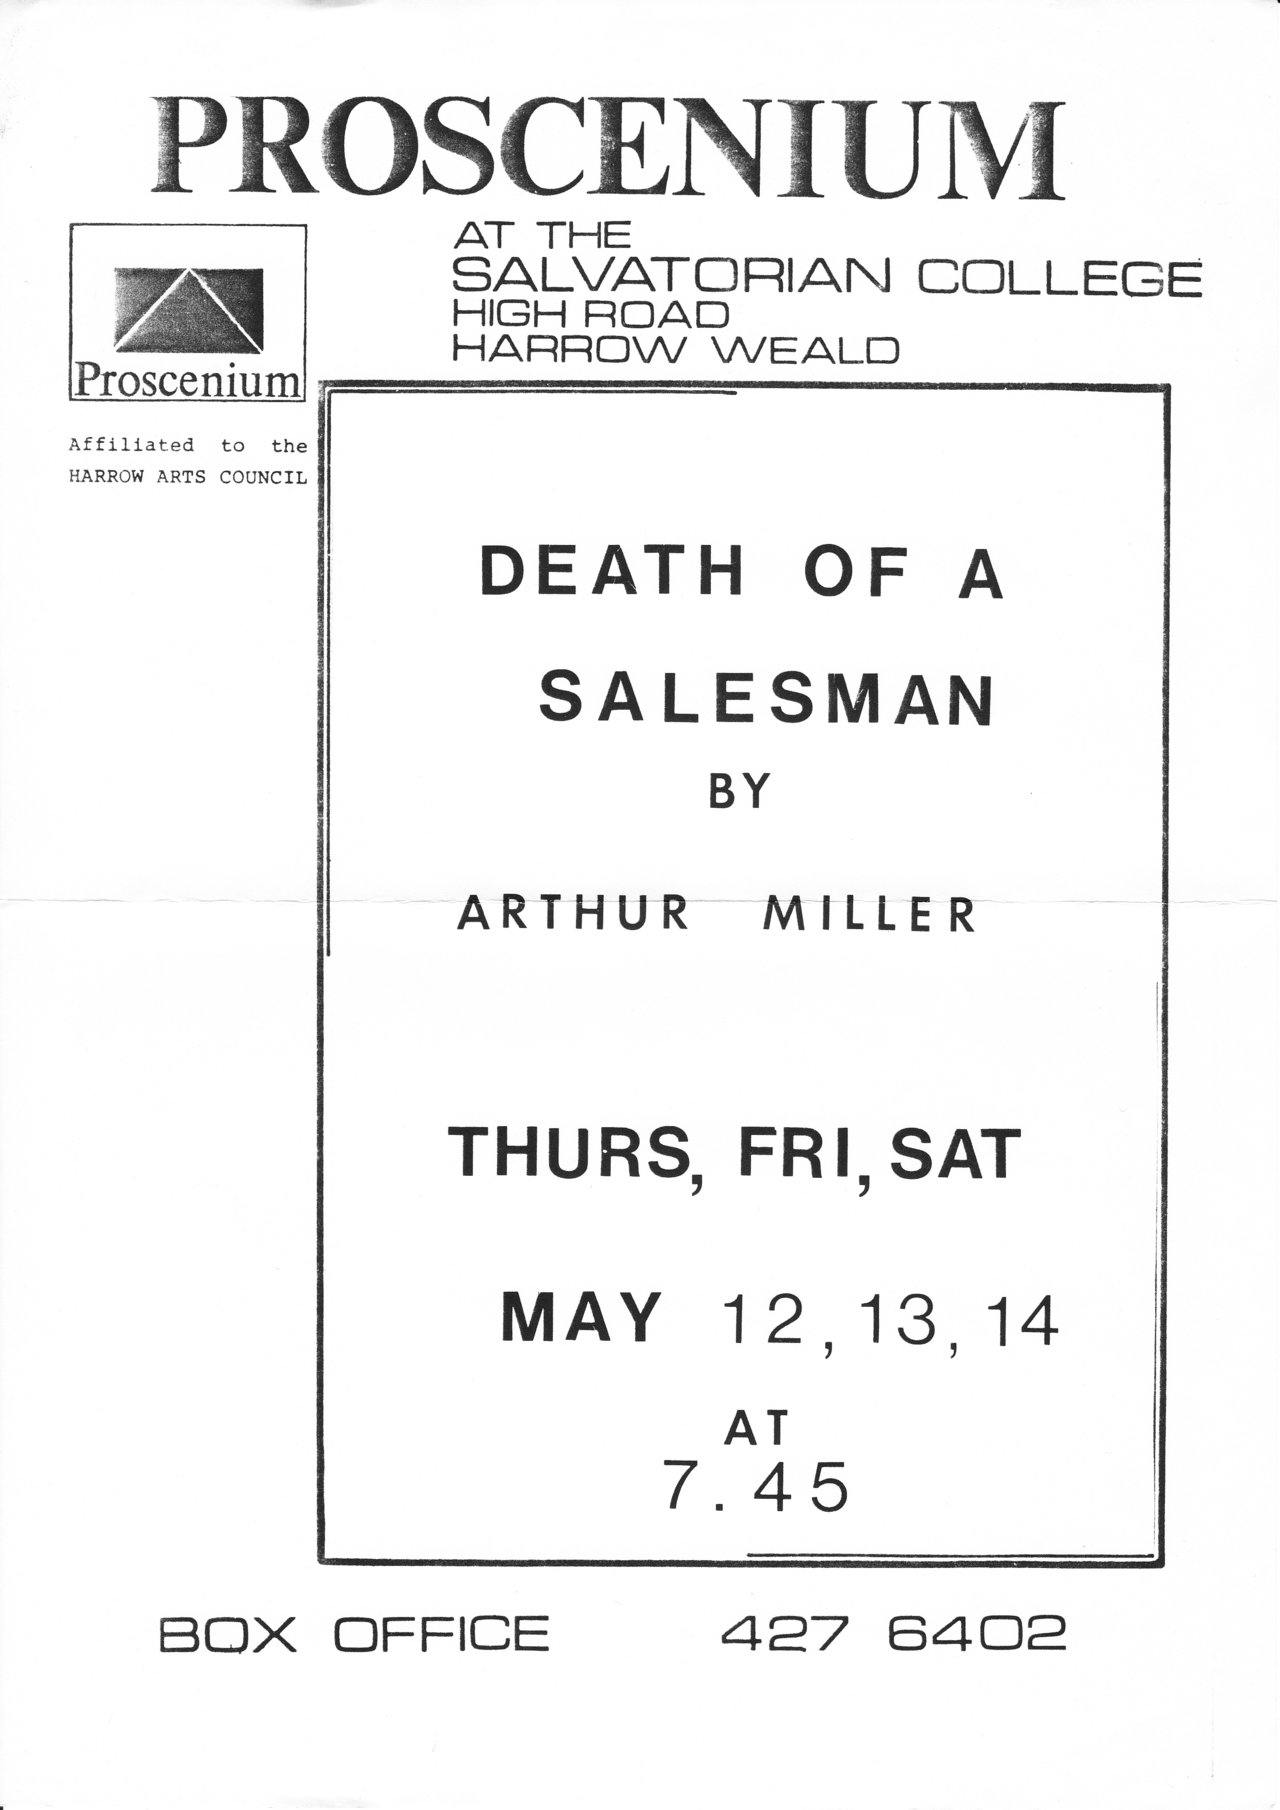 PROSCENIUM
AT THE
SALVATORIAN COLLEGE
HIGH ROAD
HARROW WEALD
Proscenium
Affiliated to the
HARROW ARTS COUNCIL
DEATH OF A
SALESMAN
BY
ARTHUR MILLER
THURS, FRI, SAT
MAY 12, 13, 14
AT
7.45
BOX OFFICE 427 6402